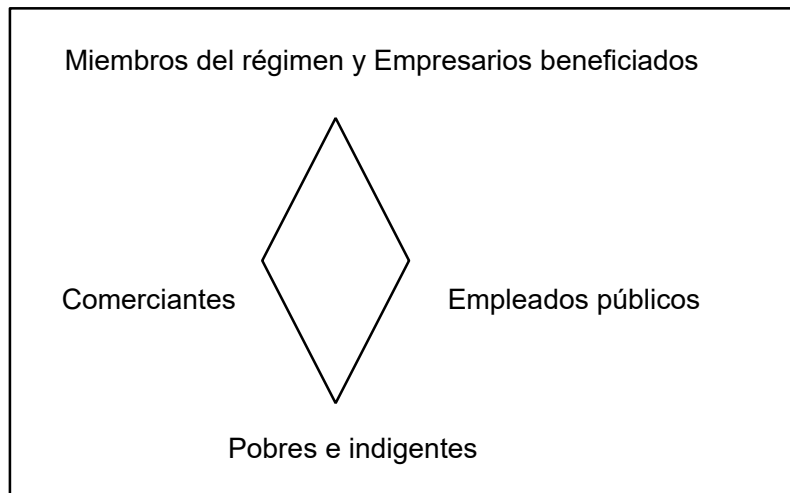 Miembros del régimen y Empresarios beneficiados
Comerciantes
Empleados públicos
Pobres e indigentes